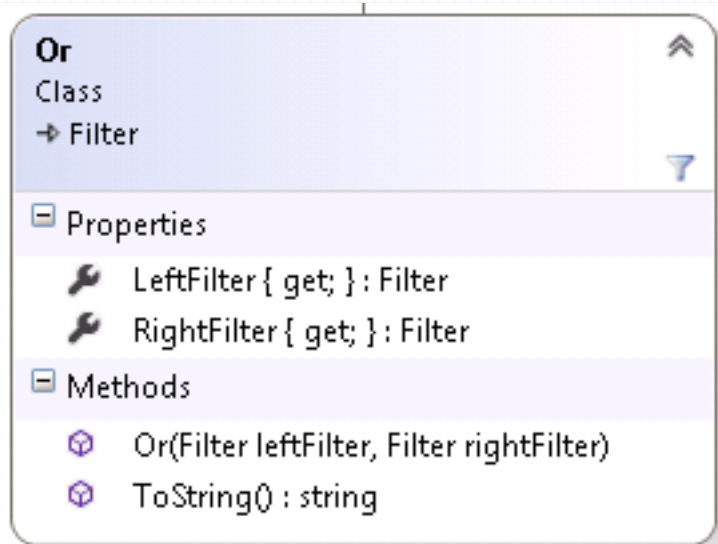 Or
Class
Filter
Properties
LeftFilter { get; } : Filter
RightFilter { get; } : Filter
Methods
Or(Filter leftFilter, Filter rightFilter)
ToString() : string